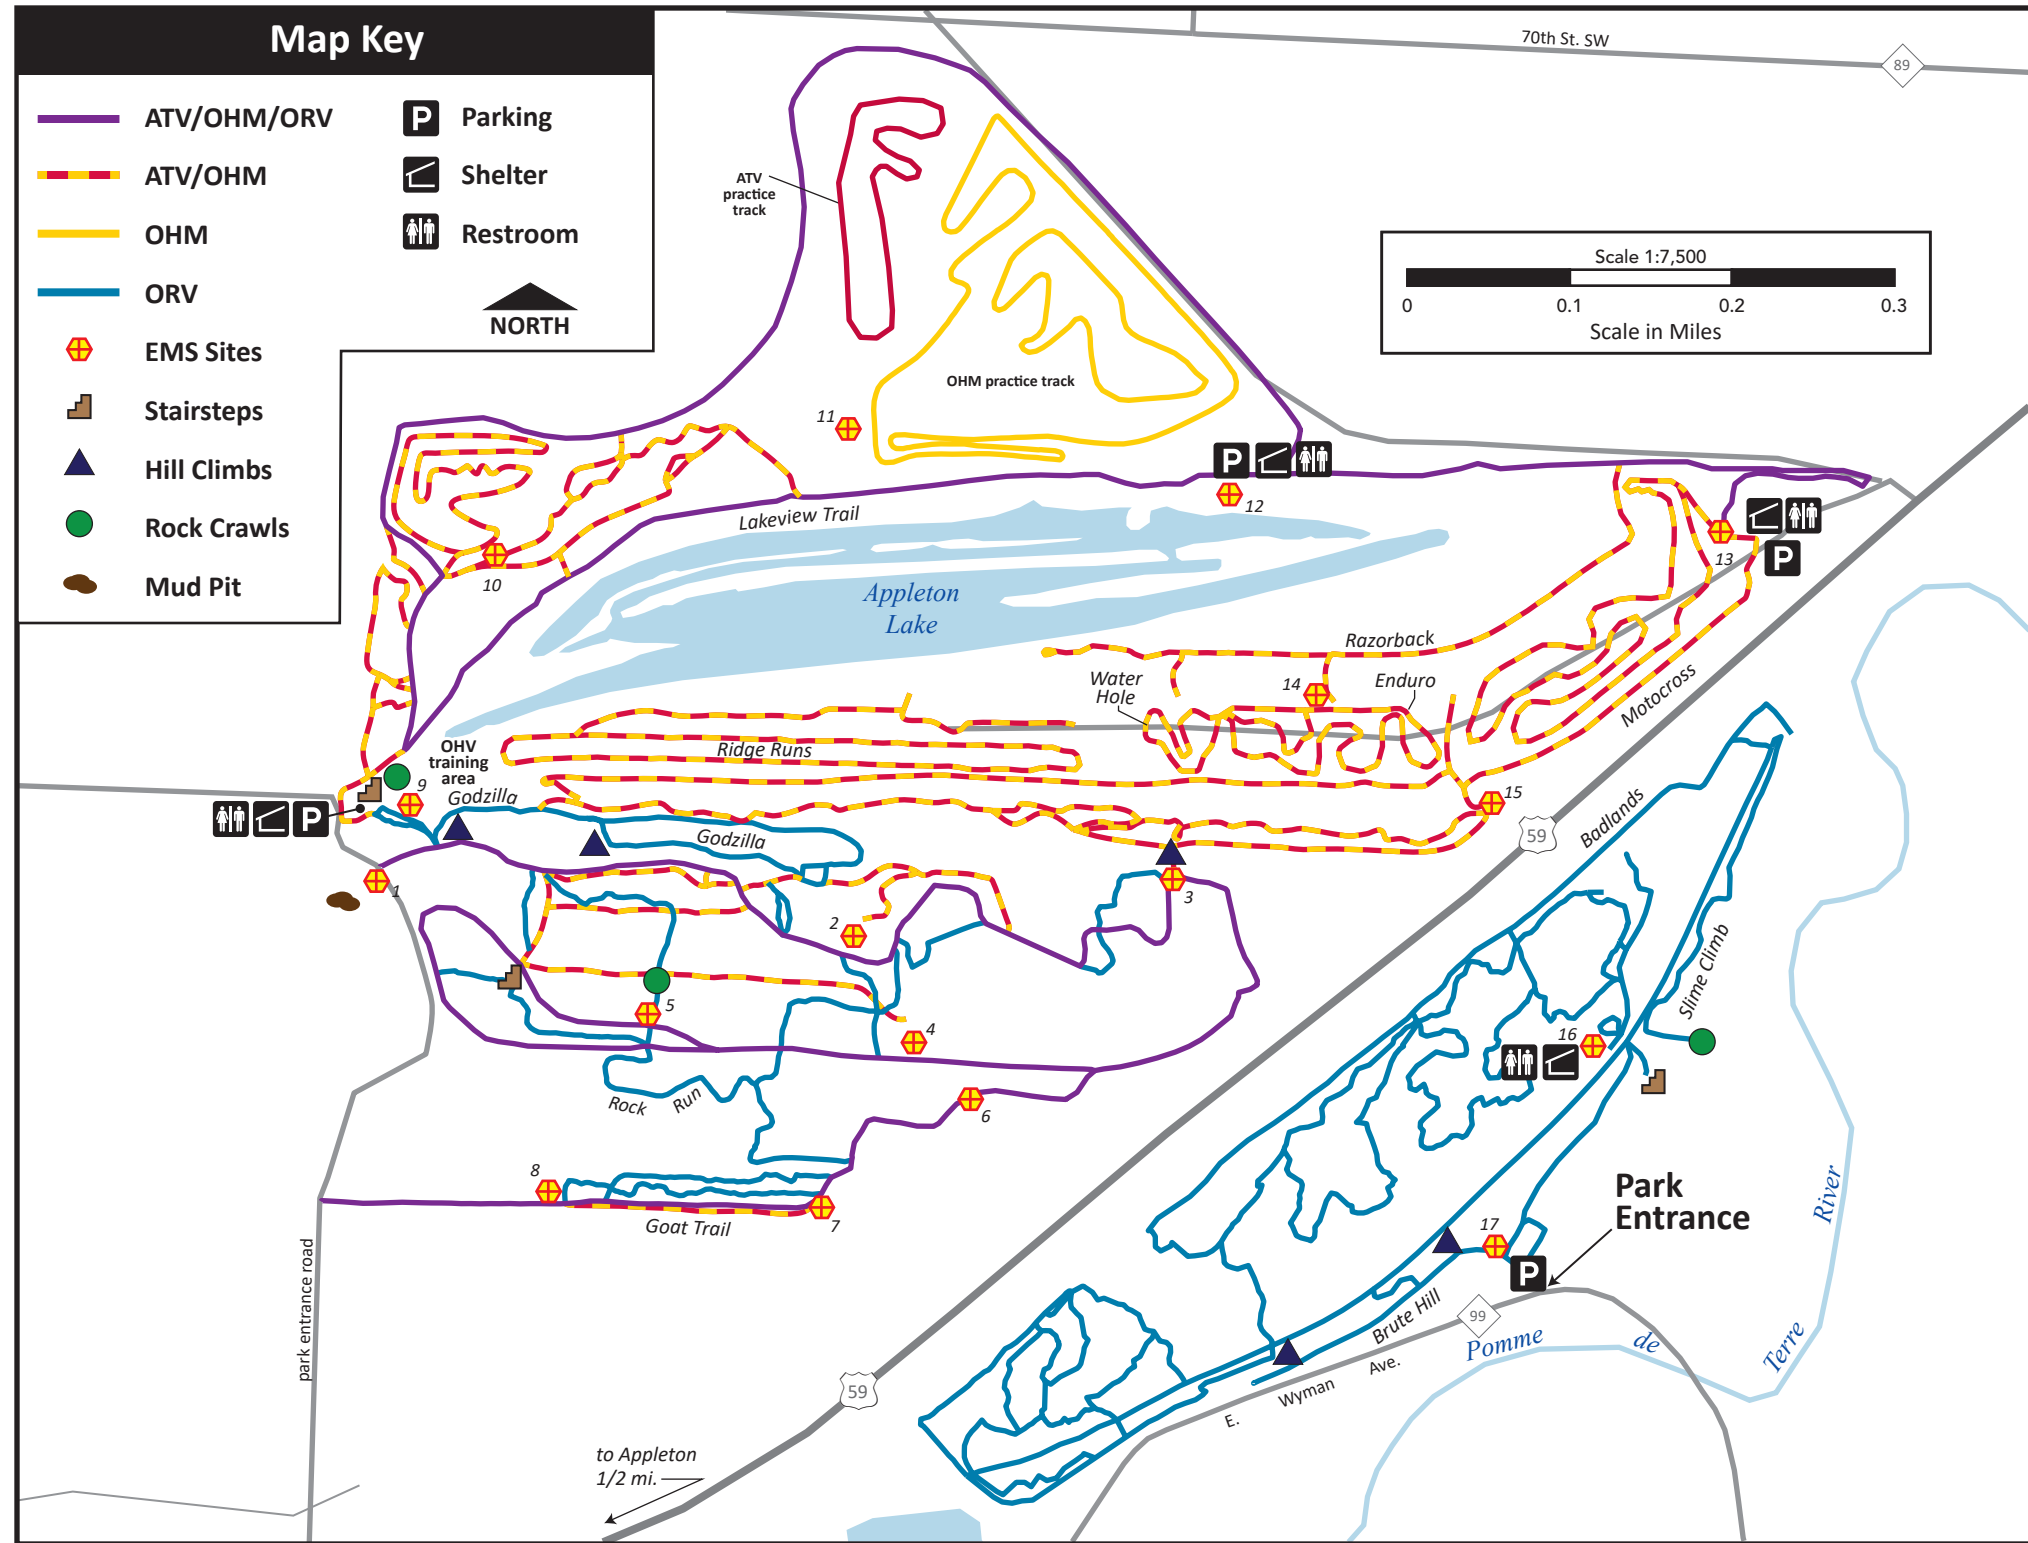 Map Key
ATV/OHM/ORV
ATV/OHM
OHM
ORV
EMS Sites
Stairsteps
Hill Climbs
Rock Crawls
Mud Pit
P
Parking
Shelter
Restroom
NORTH
70th St. SW
89
Scale 1:7,500
0
0.1
0.2
0.3
Scale in Miles
ATV
practice
track
OHM practice track
11
P
12
Lakeview Trail
10
Appleton
Lake
13
P
Razorback
Water
Hole
14
Enduro
Motocross
OHV
training
area
Ridge Runs
9
Godzilla
Godzilla
P
15
59
Badlands
1
2
3
5
4
Slime Climb
16
Rock
Run
6
8
7
Goat Trail
Park
Entrance
17
P
River
park entrance road
Brute Hill
99
Pomme
de
Terre
59
E.
Wyman
Ave.
to Appleton
1/2 mi.